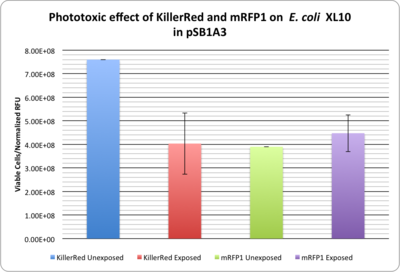 Phototoxic effect of KillerRed and mRFP1 on E. coli XL10
in pSB1A3
Viable Cells/Normalized RFU
8.00E+08
7.00E+08
6.00E+08
5.00E+08
4.00E+08
3.00E+08
2.00E+08
1.00E+08
0.00E+00
KillerRed Unexposed
KillerRed Exposed
mRFP1 Unexposed
mRFP1 Exposed